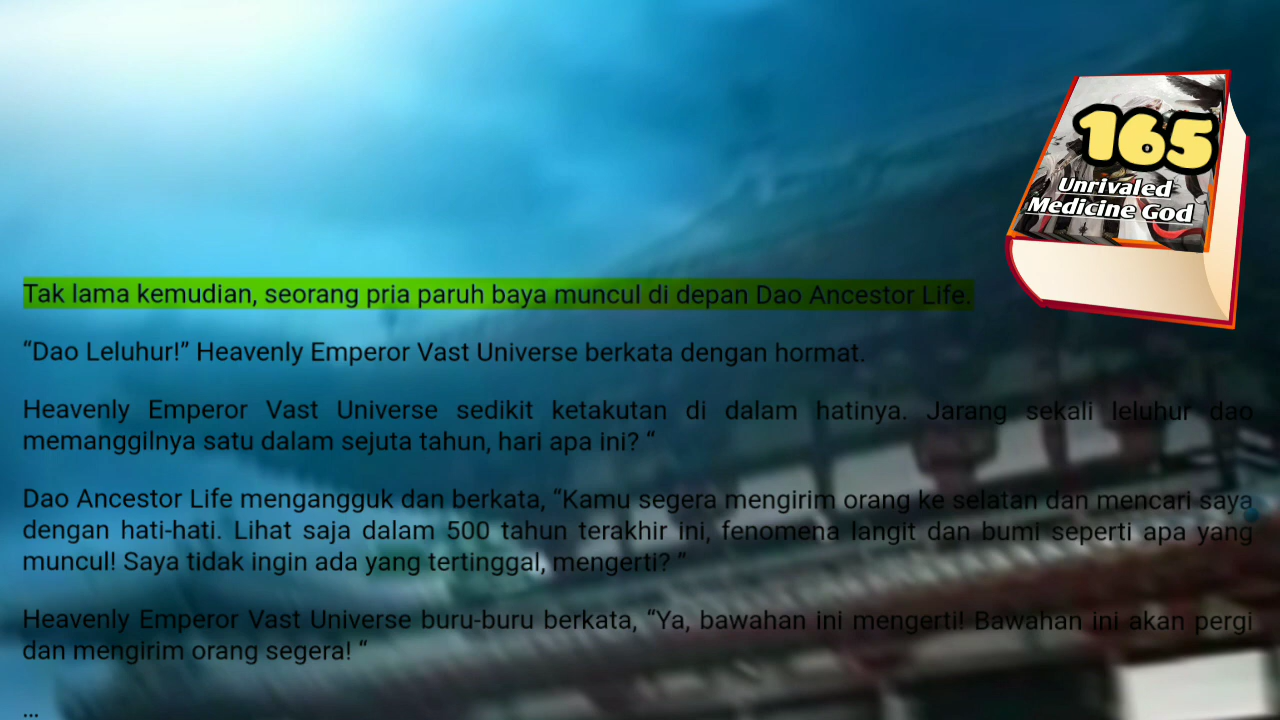 165
Unrivaled
Medicine God
Tak lama kemudian, seorang pria paruh baya muncul di depan Dao Ancestor Life.
“Dao Leluhur!” Heavenly Emperor Vast Universe berkata dengan hormat.
Heavenly Emperor Vast Universe sedikit ketakutan di dalam hatinya. Jarang sekali leluhur dao
memanggilnya satu dalam sejuta tahun, hari apa ini? “
Dao Ancestor Life mengangguk dan berkata, “Kamu segera mengirim orang ke selatan dan mencari saya
dengan hati-hati. Lihat saja dalam 500 tahun terakhir ini, fenomena langit dan bumi seperti apa yang
muncul! Saya tidak ingin ada yang tertinggal, mengerti? ”
Heavenly Emperor Vast Universe buru-buru berkata, “Ya, bawahan ini mengerti! Bawahan ini akan pergi
dan mengirim orang segera! “
...